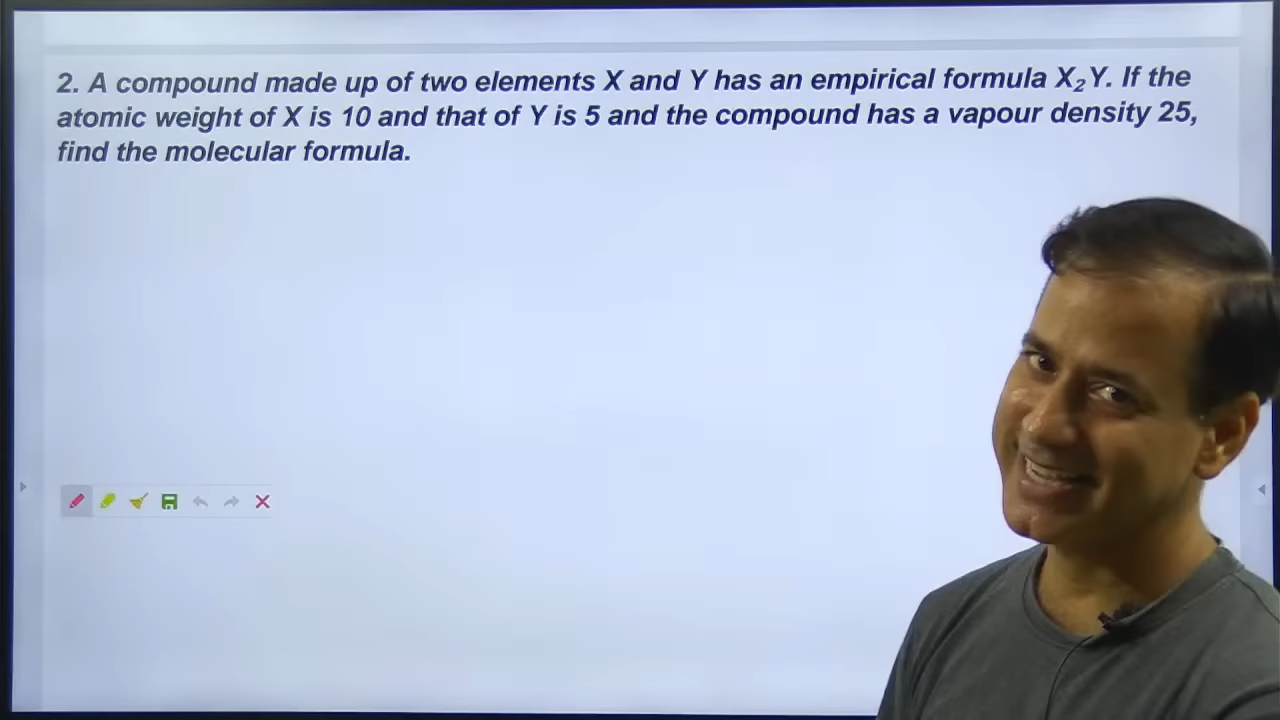 2. A compound made up of two elements X and Y has an empirical formula X₂Y. If the
atomic weight of X is 10 and that of Y is 5 and the compound has a vapour density 25,
find the molecular formula.